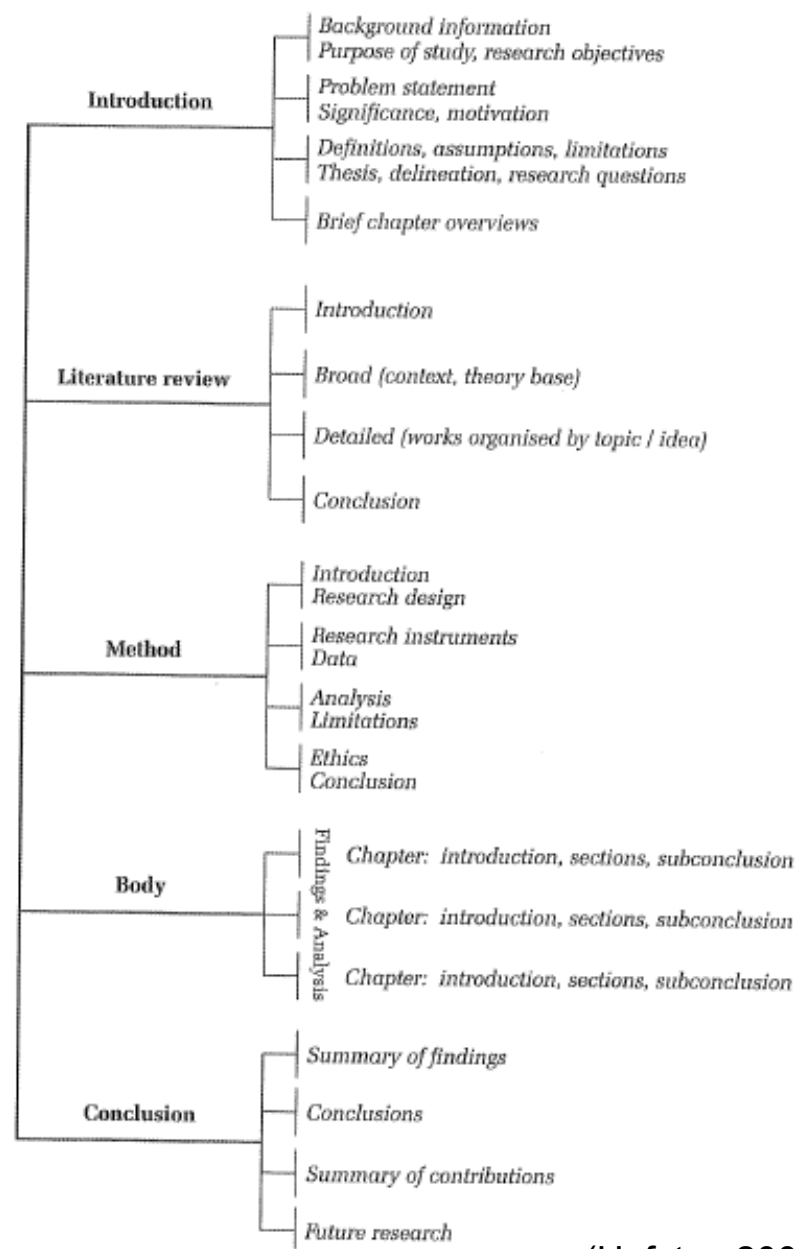 Introduction
Background information
Purpose of study, research objectives
Problem statement
Significance, motivation
Definitions, assumptions, limitations
Thesis, delineation, research questions
Brief chapter overviews
Literature review
Introduction
Broad (context, theory base)
Detailed (works organised by topic / idea)
Conclusion
Method
Introduction
Research design
Research instruments
Data
Analysis
Limitations
Ethics
Conclusion
Body
Findings & Analysis
Chapter: introduction, sections, subconclusion
Chapter: introduction, sections, subconclusion
Chapter: introduction, sections, subconclusion
Conclusion
Summary of findings
Conclusions
Summary of contributions
Future research